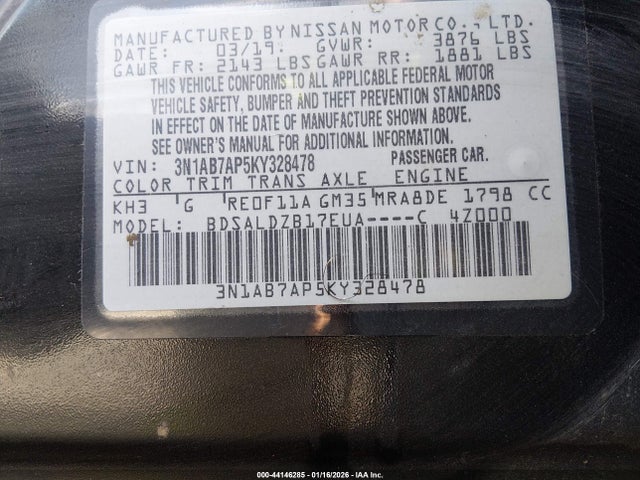 MANUFACTURED BY NISSAN MOTOR CO., LTD.
DATE: 03/19. GVWR: 3876 LBS
GAWR FR: 2143 LBS GAWR RR: 1881 LBS
THIS VEHICLE CONFORMS TO ALL APPLICABLE FEDERAL MOTOR
VEHICLE SAFETY, BUMPER AND THEFT PREVENTION STANDARDS
IN EFFECT ON THE DATE OF MANUFACTURE SHOWN ABOVE.
SEE OWNER'S MANUAL FOR ADDITIONAL INFORMATION.
VIN: 3N1AB7AP5KY328478 PASSENGER CAR.
COLOR TRIM TRANS AXLE ENGINE
KH3 G RE0F11A GM35 MRA8DE 1798 CC
MODEL: BDSALDZB17EUA----C 4Z000
3N1AB7AP5KY328478
000-44146285 - 01/16/2026 - IAA Inc.